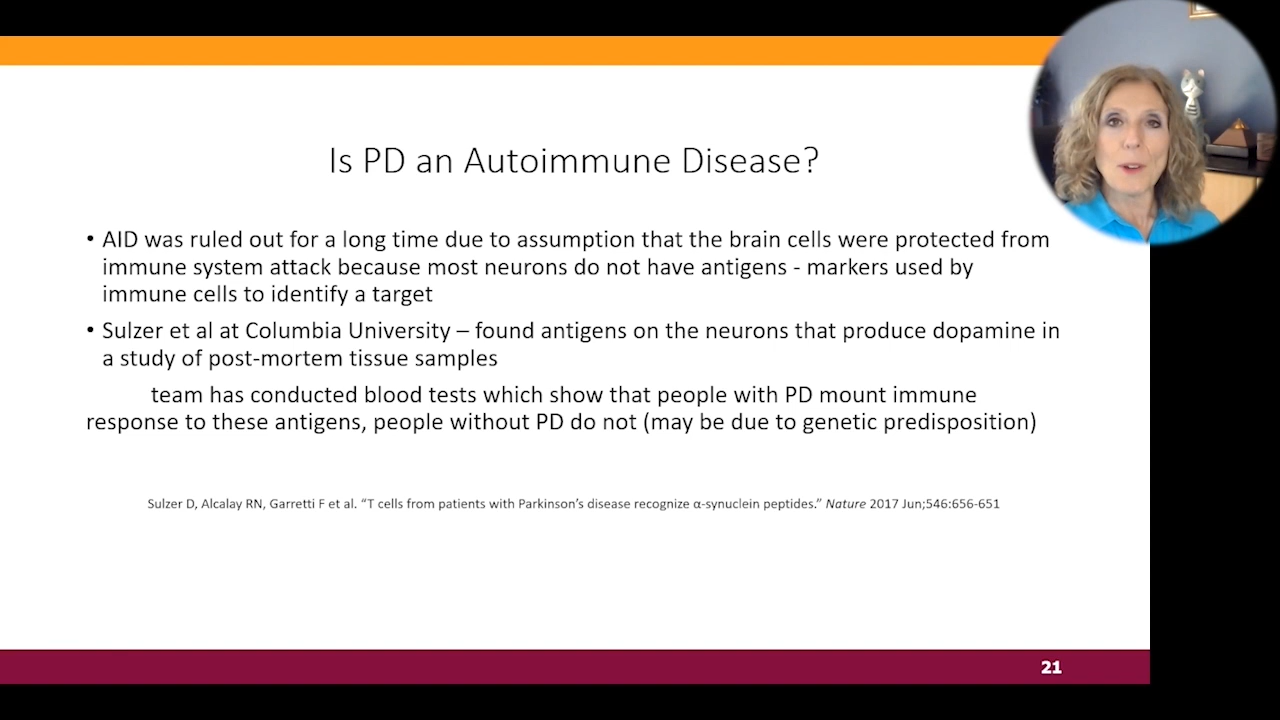 Is PD an Autoimmune Disease?
• AID was ruled out for a long time due to assumption that the brain cells were protected from
immune system attack because most neurons do not have antigens - markers used by
immune cells to identify a target
• Sulzer et al at Columbia University – found antigens on the neurons that produce dopamine in
a study of post-mortem tissue samples
team has conducted blood tests which show that people with PD mount immune
response to these antigens, people without PD do not (may be due to genetic predisposition)
Sulzer D, Alcalay RN, Garretti F et al. “T cells from patients with Parkinson’s disease recognize α-synuclein peptides.” Nature 2017 Jun;546:656-651
21